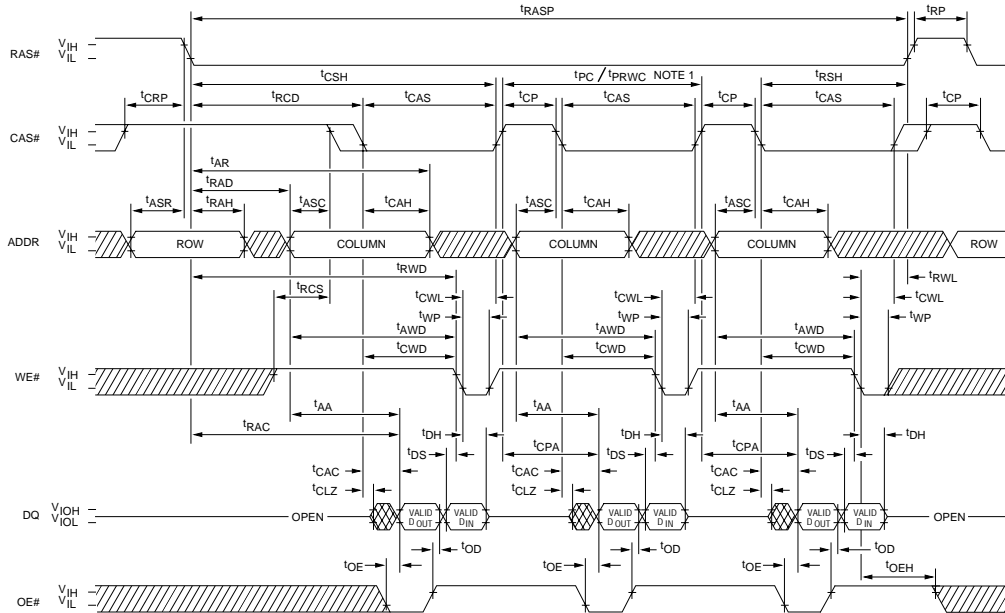 tRASP
tRP
RAS# VIH
VIL
tCSH
tPC / tPRWC NOTE 1
tRSH
tCRP
tRCD
tCAS
tCP
tCAS
tCP
tCAS
tCP
CAS# VIH
VIL
tAR
tRAD
tASR
tRAH
tASC
tCAH
tASC
tCAH
tASC
tCAH
ADDR VIH
VIL
ROW
COLUMN
COLUMN
COLUMN
ROW
tRWD
tRWL
tRCS
tCWL
tCWL
tCWL
tWP
tWP
tWP
tAWD
tAWD
tAWD
tCWD
tCWD
tCWD
WE# VIH
VIL
tAA
tAA
tAA
tRAC
tDH
tCPA
tDH
tCPA
tDH
tDS
tDS
tDS
tCAC
tCAC
tCAC
tCLZ
tCLZ
tCLZ
DQ VIOH
VIOL
OPEN
VALID DOUT
VALID DIN
VALID DOUT
VALID DIN
VALID DOUT
VALID DIN
OPEN
tOD
tOD
tOD
tOE
tOE
tOE
tOEH
OE# VIH
VIL